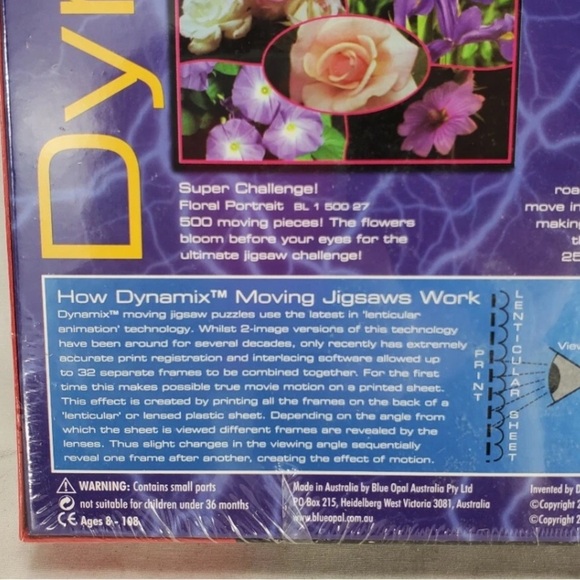 Dyn
Super Challenge!
Floral Portrait BL 1 500 27
500 moving pieces! The flowers
bloom before your eyes for the
ultimate jigsaw challenge!
roa
move in
making
th
25
How Dynamix™ Moving Jigsaws Work
Dynamix™ moving jigsaw puzzles use the latest in 'lenticular
animation' technology. Whilst 2-image versions of this technology
have been around for several decades, only recently has extremely
accurate print registration and interlacing software allowed up
to 32 separate frames to be combined together. For the first
time this makes possible true movie motion on a printed sheet.
This effect is created by printing all the frames on the back of a
'lenticular' or lensed plastic sheet. Depending on the angle from
which the sheet is viewed different frames are revealed by the
lenses. Thus slight changes in the viewing angle sequentially
reveal one frame after another, creating the effect of motion.
PRINT
LENTICULAR SHEET
View
WARNING: Contains small parts
not suitable for children under 36 months
CE Ages 8 - 108
Made in Australia by Blue Opal Australia Pty Ltd
PO Box 215, Heidelberg West Victoria 3081, Australia
www.blueopal.com.au
Invented by D
©Copyright 2
©Copyright 2